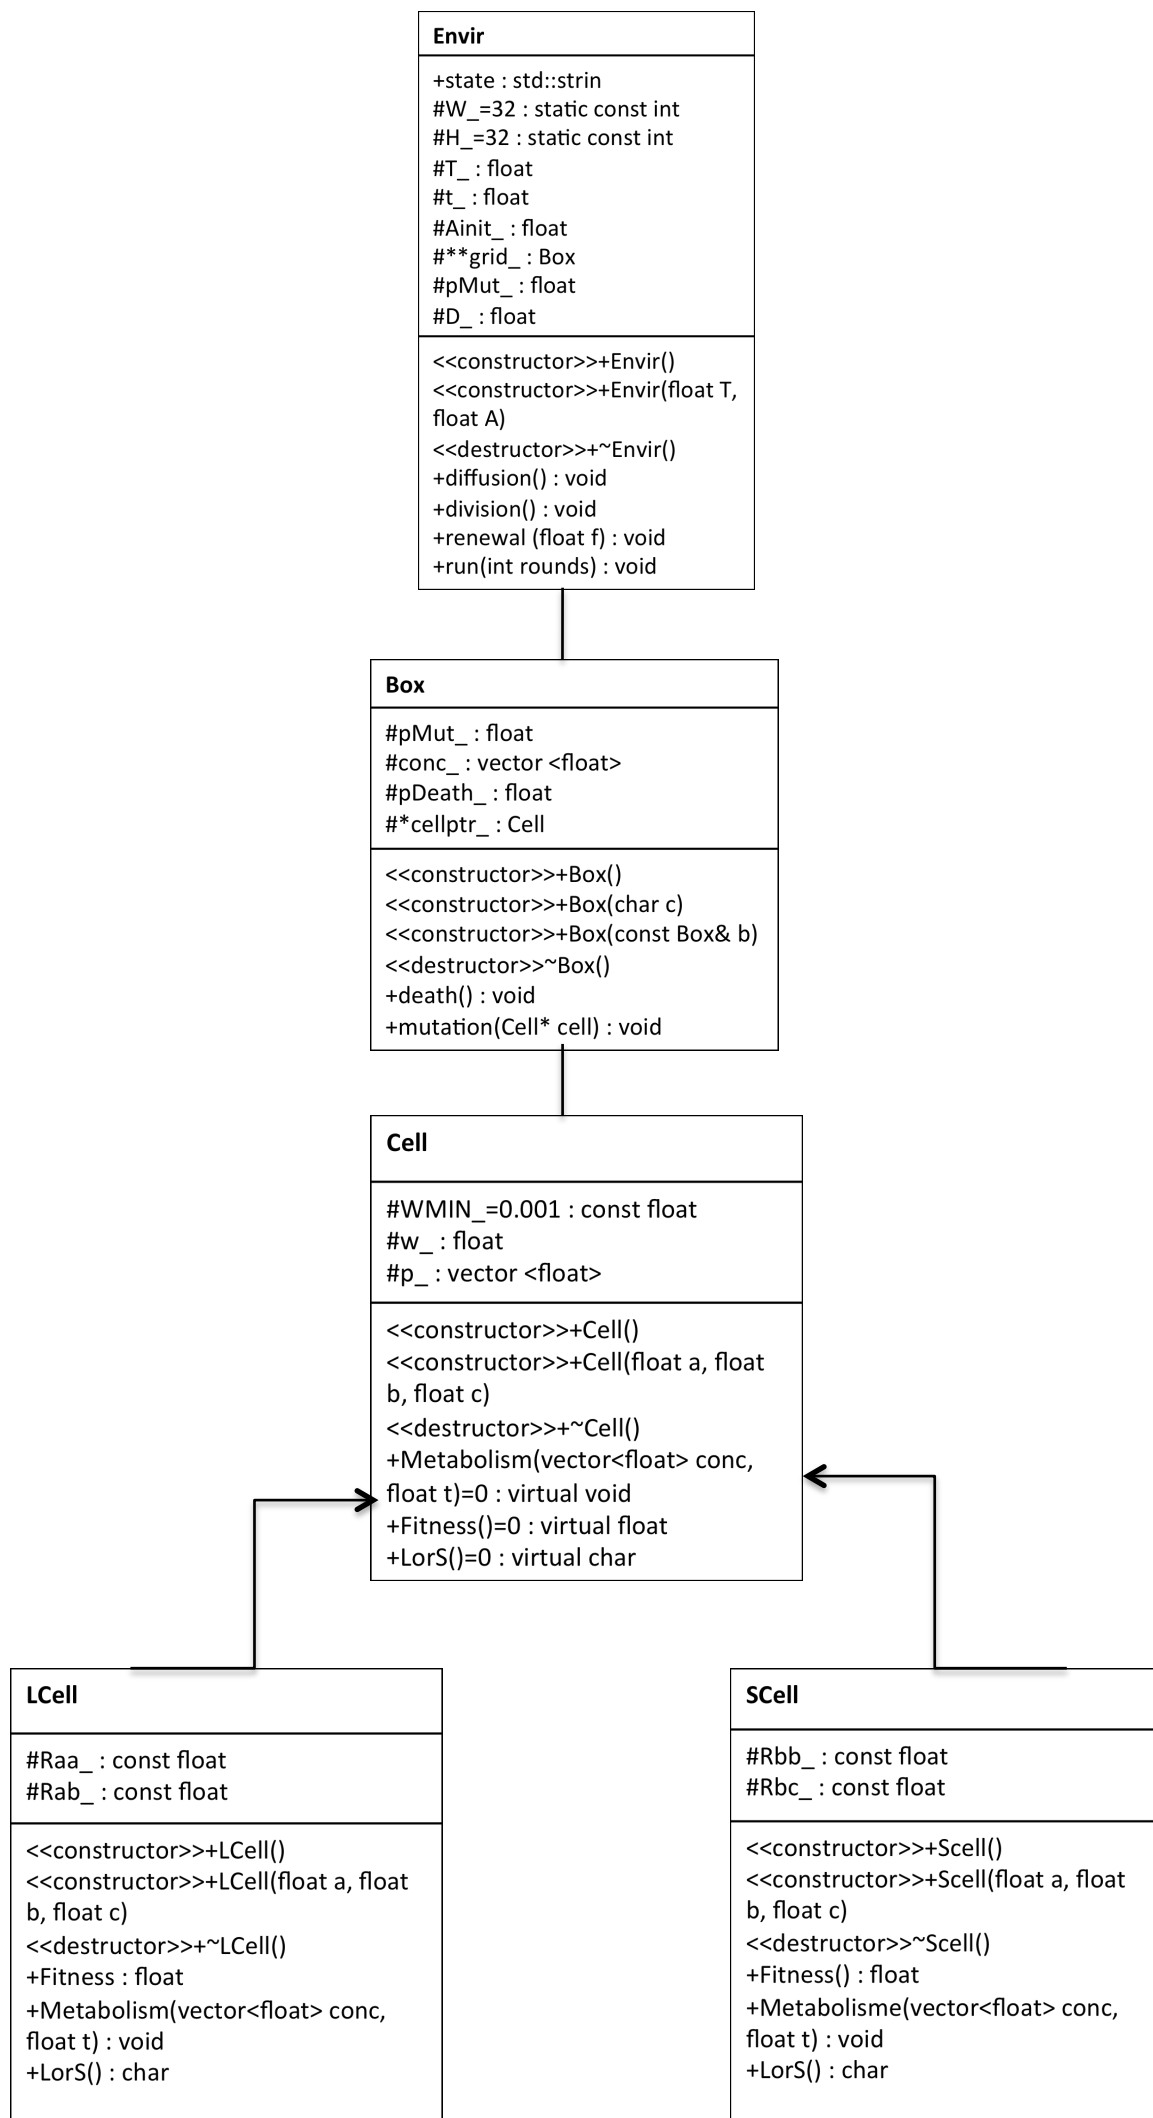 Envir
+state : std::strin
#W_=32 : static const int
#H_=32 : static const int
#T_ : float
#t_ : float
#Ainit_ : float
#**grid_ : Box
#pMut_ : float
#D_ : float
<<constructor>>+Envir()
<<constructor>>+Envir(float T,
float A)
<<destructor>>+~Envir()
+diffusion() : void
+division() : void
+renewal (float f) : void
+run(int rounds) : void
Box
#pMut_ : float
#conc_ : vector <float>
#pDeath_ : float
#*cellptr_ : Cell
<<constructor>>+Box()
<<constructor>>+Box(char c)
<<constructor>>+Box(const Box& b)
<<destructor>>~Box()
+death() : void
+mutation(Cell* cell) : void
Cell
#WMIN_=0.001 : const float
#w_ : float
#p_ : vector <float>
<<constructor>>+Cell()
<<constructor>>+Cell(float a, float
b, float c)
<<destructor>>+~Cell()
+Metabolism(vector<float> conc,
float t)=0 : virtual void
+Fitness()=0 : virtual float
+LorS()=0 : virtual char
LCell
#Raa_ : const float
#Rab_ : const float
<<constructor>>+LCell()
<<constructor>>+LCell(float a, float
b, float c)
<<destructor>>+~LCell()
+Fitness : float
+Metabolism(vector<float> conc,
float t) : void
+LorS() : char
SCell
#Rbb_ : const float
#Rbc_ : const float
<<constructor>>+Scell()
<<constructor>>+Scell(float a, float
b, float c)
<<destructor>>~Scell()
+Fitness() : float
+Metabolisme(vector<float> conc,
float t) : void
+LorS() : char